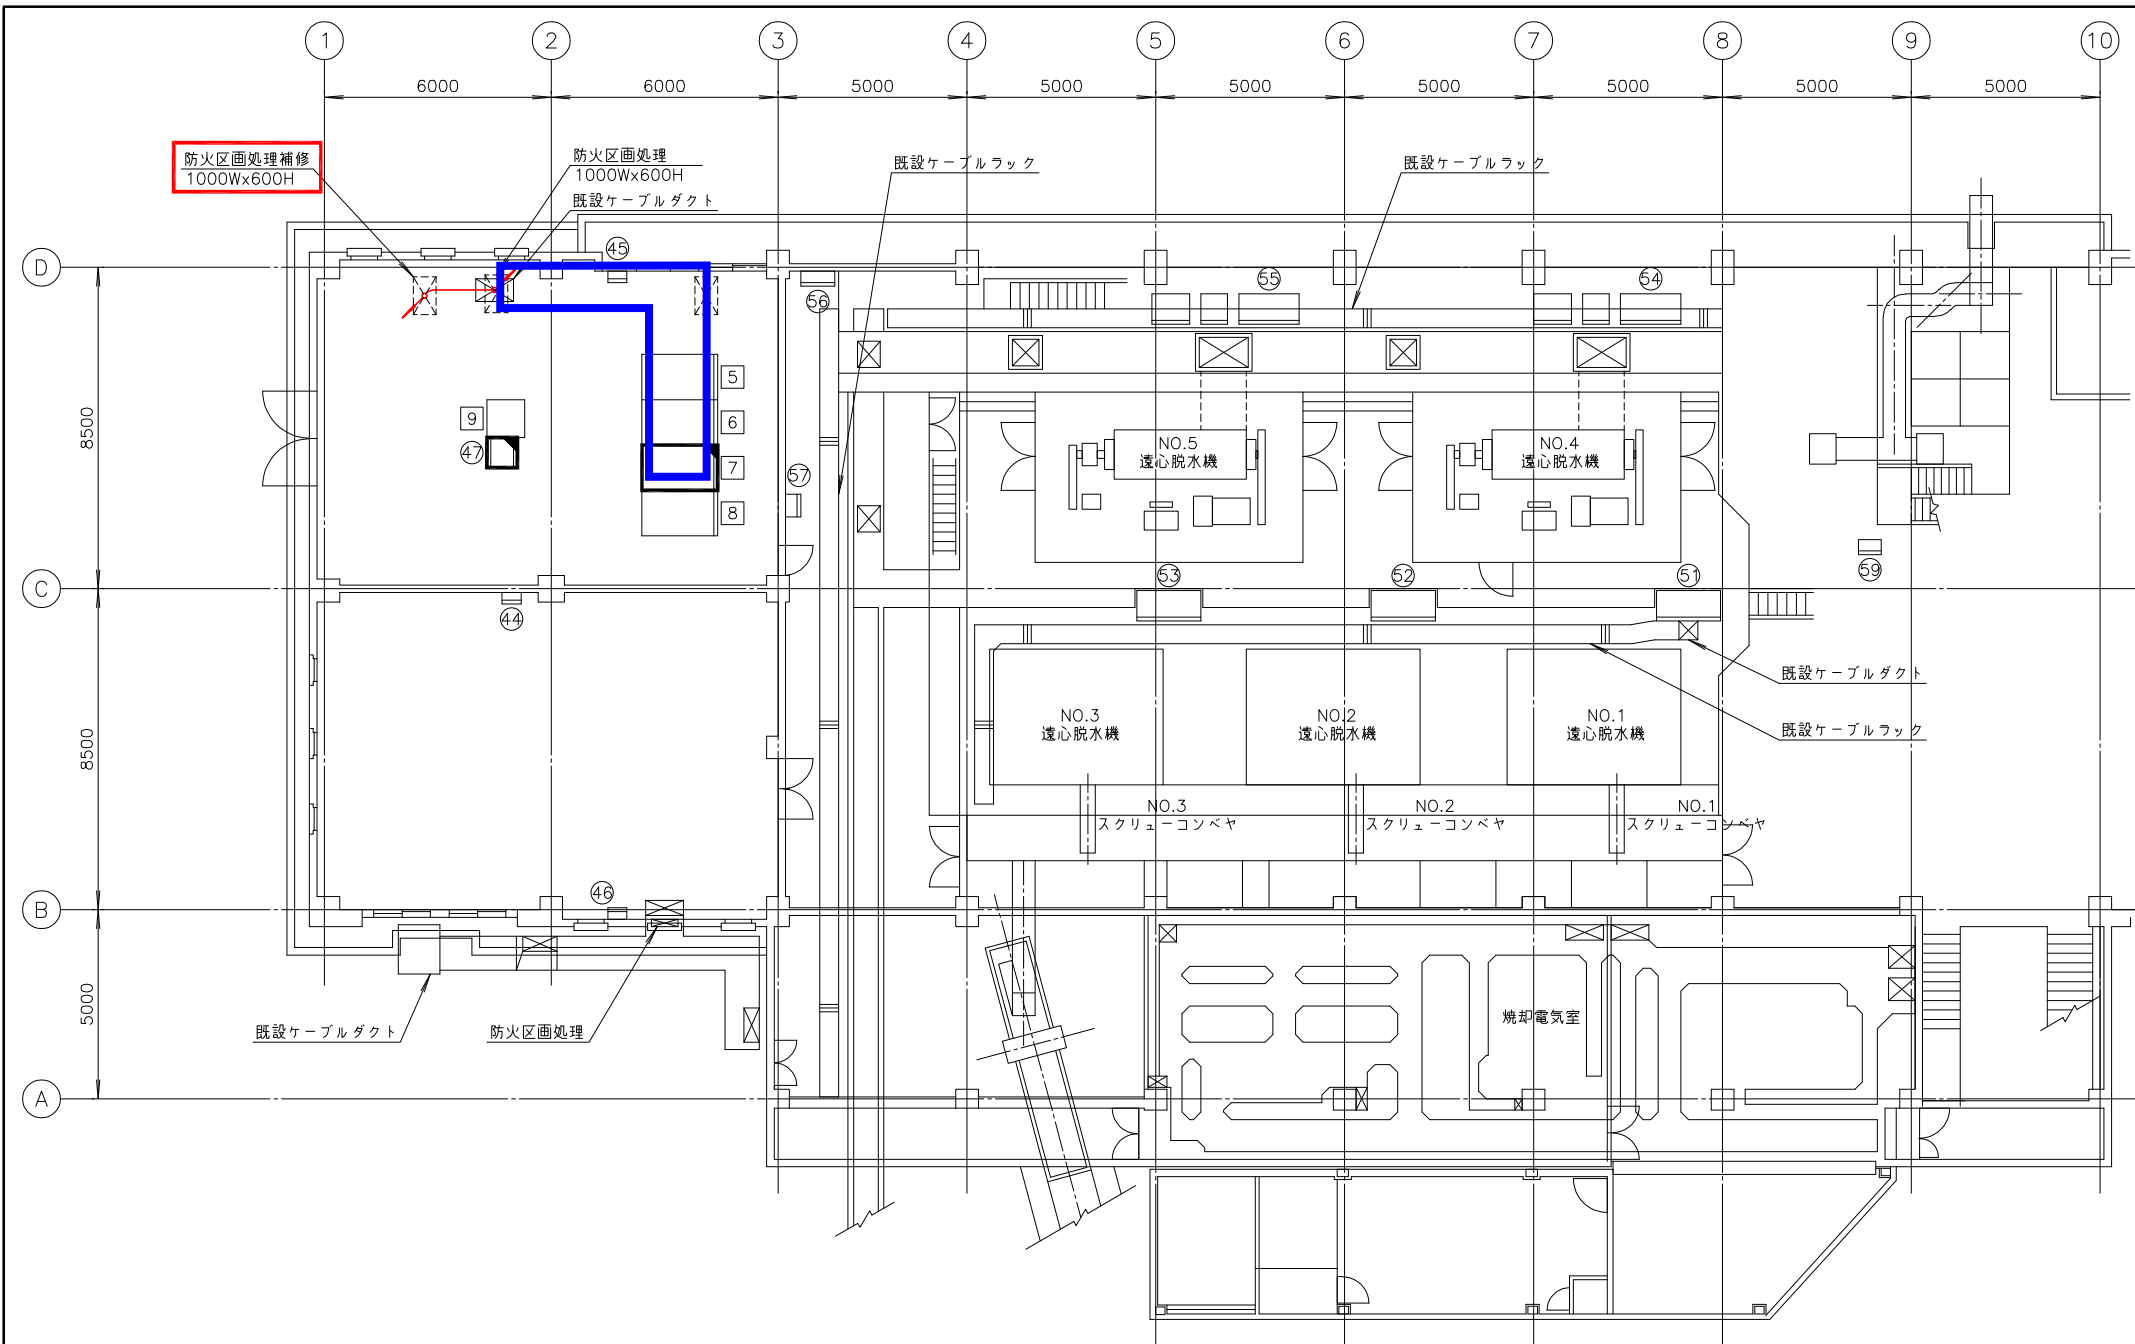 1 2 3 4 5 6 7 8 9 10
6000 6000 5000 5000 5000 5000 5000 5000 5000
防火区画処理補修
1000Wx600H
防火区画処理
1000Wx600H
既設ケーブルダクト
既設ケーブルラック
既設ケーブルラック
D
45
56
55
54
8500
5
6
7
8
9
47
57
NO.5
遠心脱水機
NO.4
遠心脱水機
C
44
53
52
51
59
既設ケーブルダクト
既設ケーブルラック
8500
NO.3
遠心脱水機
NO.2
遠心脱水機
NO.1
遠心脱水機
NO.3
スクリューコンベヤ
NO.2
スクリューコンベヤ
NO.1
スクリューコンベヤ
B
46
5000
既設ケーブルダクト
防火区画処理
焼却電気室
A